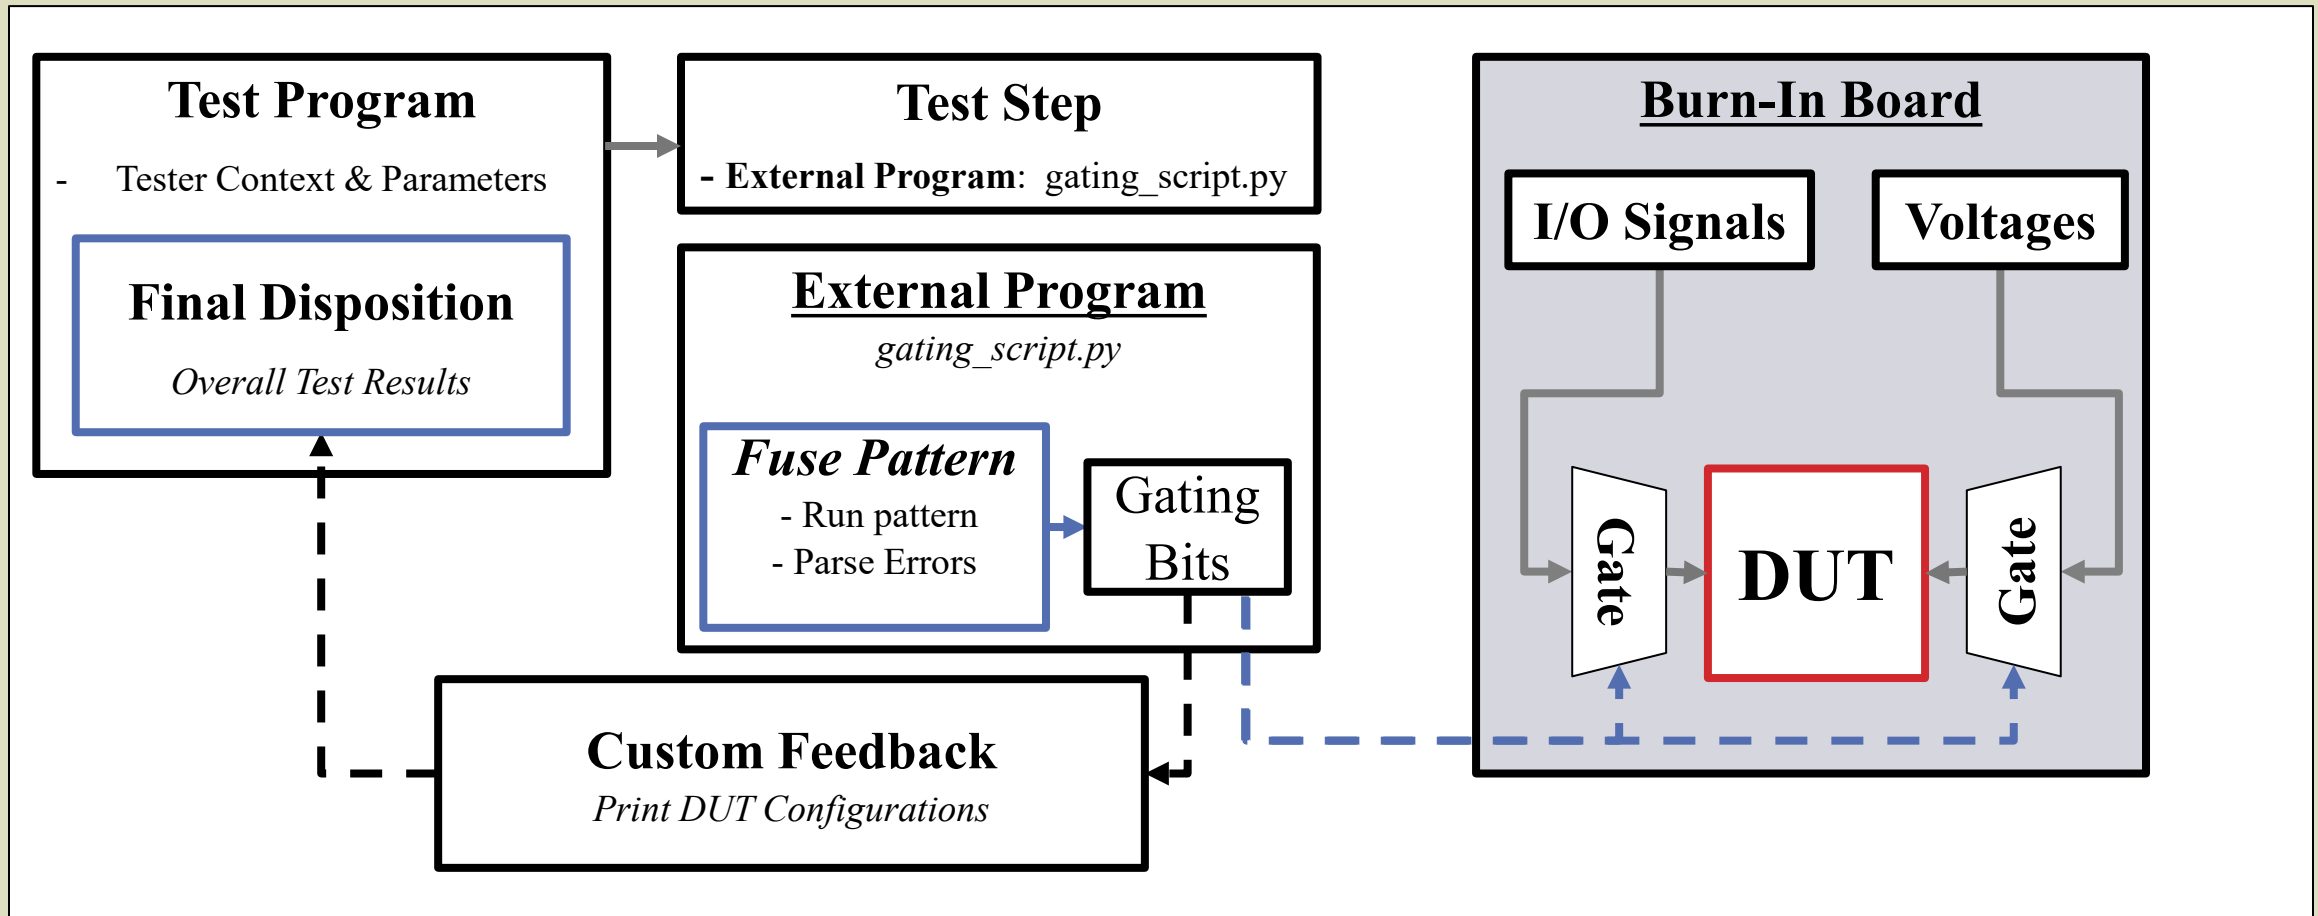 Test Program
- Tester Context & Parameters
Final Disposition
Overall Test Results
Test Step
- External Program: gating_script.py
External Program
gating_script.py
Fuse Pattern
- Run pattern
- Parse Errors
Gating
Bits
Custom Feedback
Print DUT Configurations
Burn-In Board
I/O Signals
Voltages
Gate
DUT
Gate